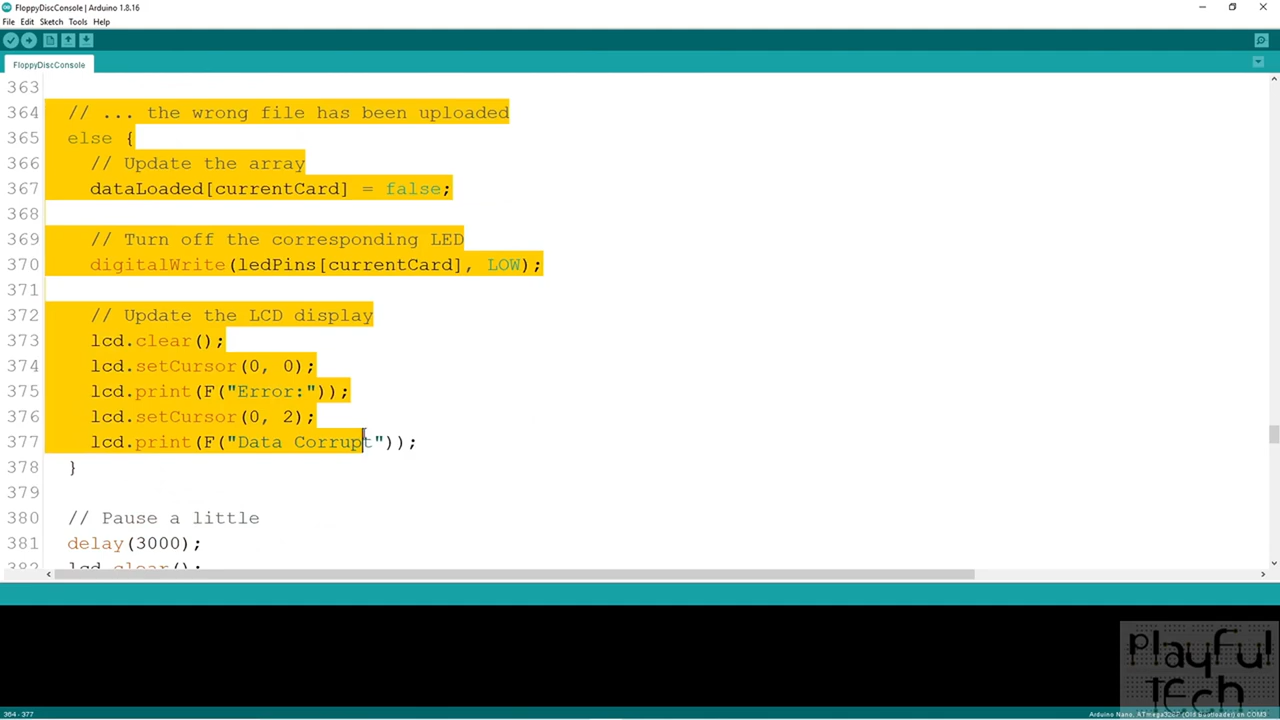 FloppyDiscConsole | Arduino 1.8.16
File Edit Sketch Tools Help
FloppyDiscConsole
363
364 // ... the wrong file has been uploaded
365 else {
366 // Update the array
367 dataLoaded[currentCard] = false;
368
369 // Turn off the corresponding LED
370 digitalWrite(ledPins[currentCard], LOW);
371
372 // Update the LCD display
373 lcd.clear();
374 lcd.setCursor(0, 0);
375 lcd.print(F("Error:"));
376 lcd.setCursor(0, 2);
377 lcd.print(F("Data Corrupt"));
378 }
379
380 // Pause a little
381 delay(3000);
382 lcd.clear();
PlayFul
TEch
364 - 377
Arduino Nano, ATmega328P (Old Bootloader) on COM3